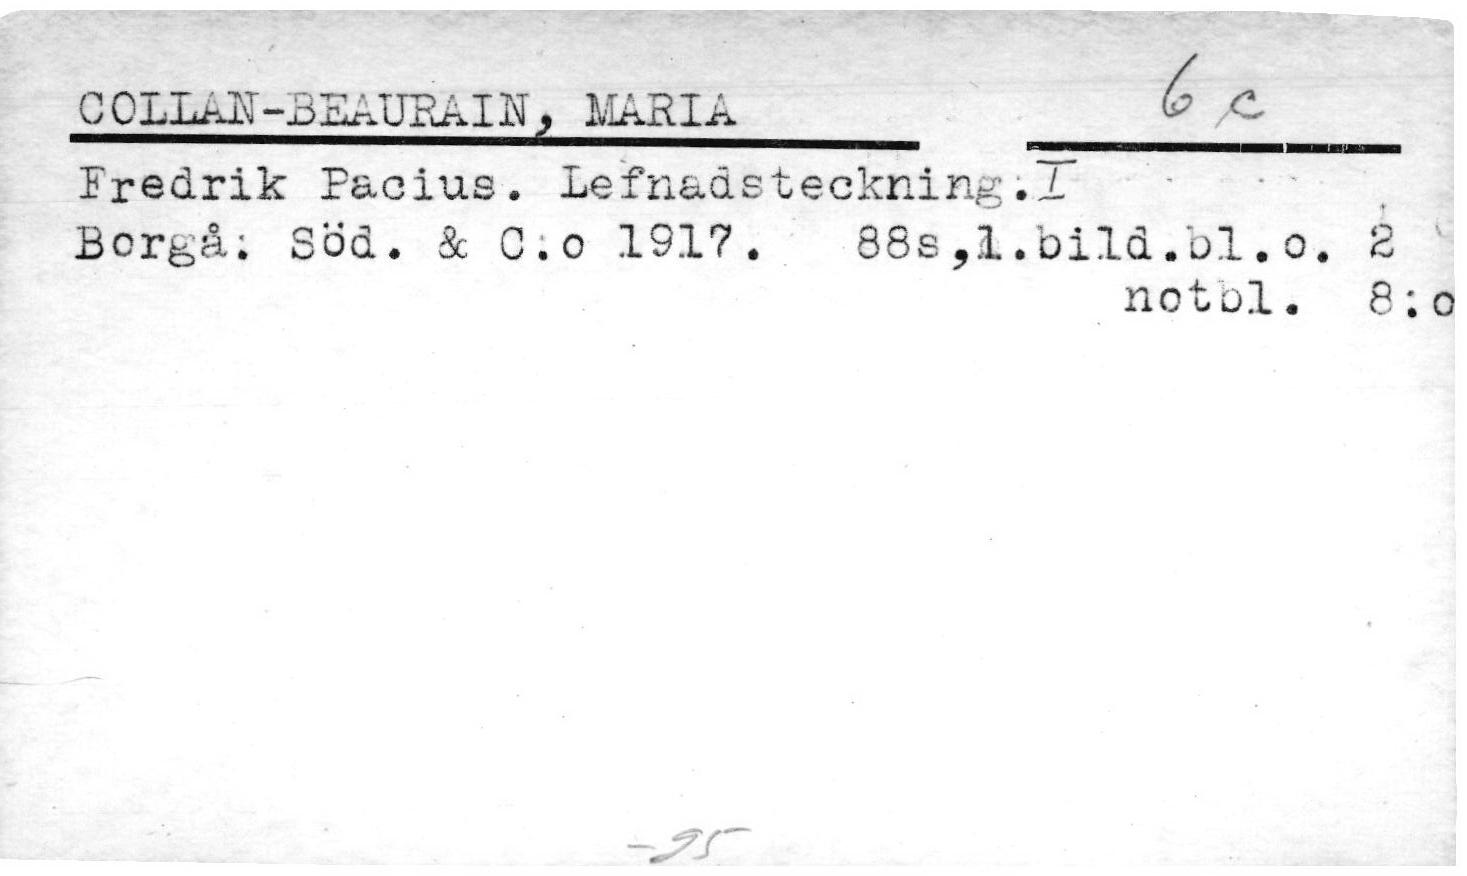 COLLAN-BEAURAIN, MARIA 6 c
Fredrik Pacius. Lefnadsteckning.I
Borgå: Söd. & C:o 1917. 88s,1.bild.bl.o. 2
notbl. 8:o
-95